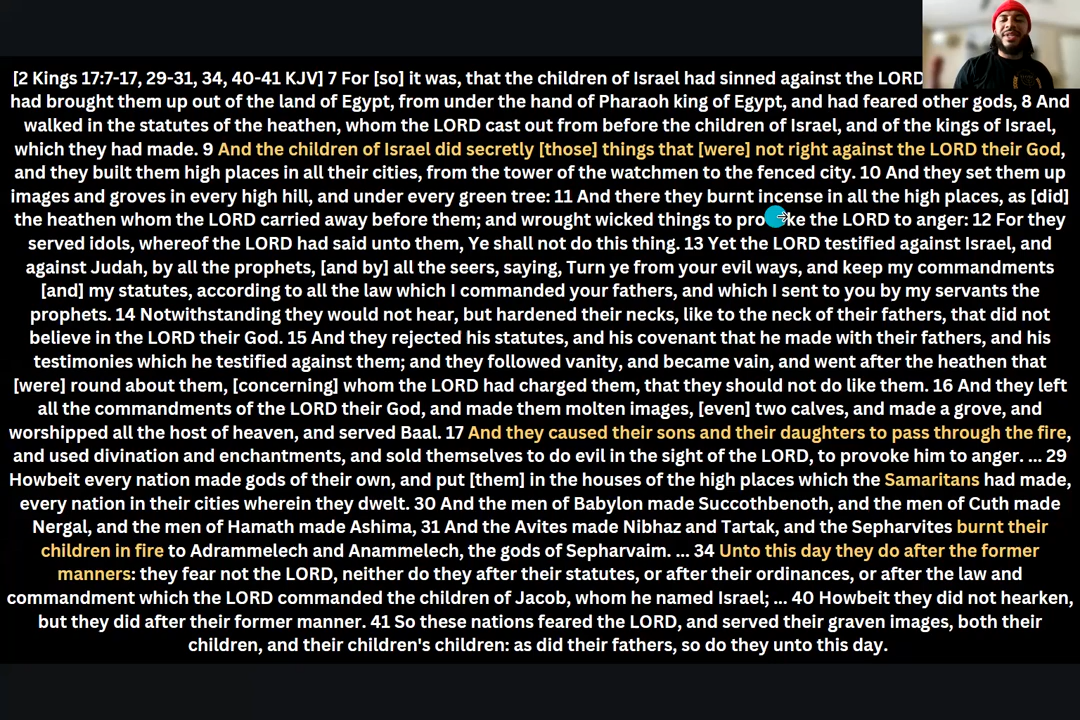 [2 Kings 17:7-17, 29-31, 34, 40-41 KJV] 7 For [so] it was, that the children of Israel had sinned against the LORD
had brought them up out of the land of Egypt, from under the hand of Pharaoh king of Egypt, and had feared other gods, 8 And
walked in the statutes of the heathen, whom the LORD cast out from before the children of Israel, and of the kings of Israel,
which they had made. 9 And the children of Israel did secretly [those] things that [were] not right against the LORD their God,
and they built them high places in all their cities, from the tower of the watchmen to the fenced city. 10 And they set them up
images and groves in every high hill, and under every green tree: 11 And there they burnt incense in all the high places, as [did]
the heathen whom the LORD carried away before them; and wrought wicked things to provoke the LORD to anger: 12 For they
served idols, whereof the LORD had said unto them, Ye shall not do this thing. 13 Yet the LORD testified against Israel, and
against Judah, by all the prophets, [and by] all the seers, saying, Turn ye from your evil ways, and keep my commandments
[and] my statutes, according to all the law which I commanded your fathers, and which I sent to you by my servants the
prophets. 14 Notwithstanding they would not hear, but hardened their necks, like to the neck of their fathers, that did not
believe in the LORD their God. 15 And they rejected his statutes, and his covenant that he made with their fathers, and his
testimonies which he testified against them; and they followed vanity, and became vain, and went after the heathen that
[were] round about them, [concerning] whom the LORD had charged them, that they should not do like them. 16 And they left
all the commandments of the LORD their God, and made them molten images, [even] two calves, and made a grove, and
worshipped all the host of heaven, and served Baal. 17 And they caused their sons and their daughters to pass through the fire,
and used divination and enchantments, and sold themselves to do evil in the sight of the LORD, to provoke him to anger. ... 29
Howbeit every nation made gods of their own, and put [them] in the houses of the high places which the Samaritans had made,
every nation in their cities wherein they dwelt. 30 And the men of Babylon made Succothbenoth, and the men of Cuth made
Nergal, and the men of Hamath made Ashima, 31 And the Avites made Nibhaz and Tartak, and the Sepharvites burnt their
children in fire to Adrammelech and Anammelech, the gods of Sepharvaim. ... 34 Unto this day they do after the former
manners: they fear not the LORD, neither do they after their statutes, or after their ordinances, or after the law and
commandment which the LORD commanded the children of Jacob, whom he named Israel; ... 40 Howbeit they did not hearken,
but they did after their former manner. 41 So these nations feared the LORD, and served their graven images, both their
children, and their children's children: as did their fathers, so do they unto this day.